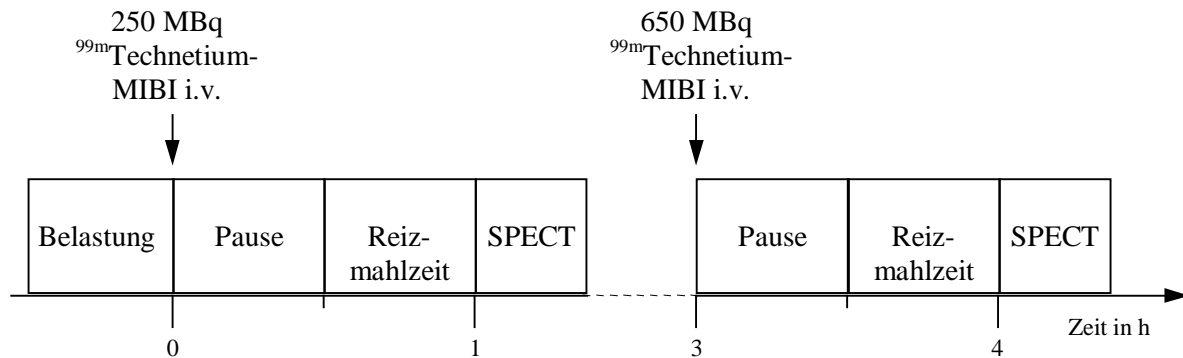 250 MBq
99mTechnetium-
MIBI i.v.
650 MBq
99mTechnetium-
MIBI i.v.
Belastung
Pause
Reiz-
mahlzeit
SPECT
Pause
Reiz-
mahlzeit
SPECT
0
1
3
4
Zeit in h